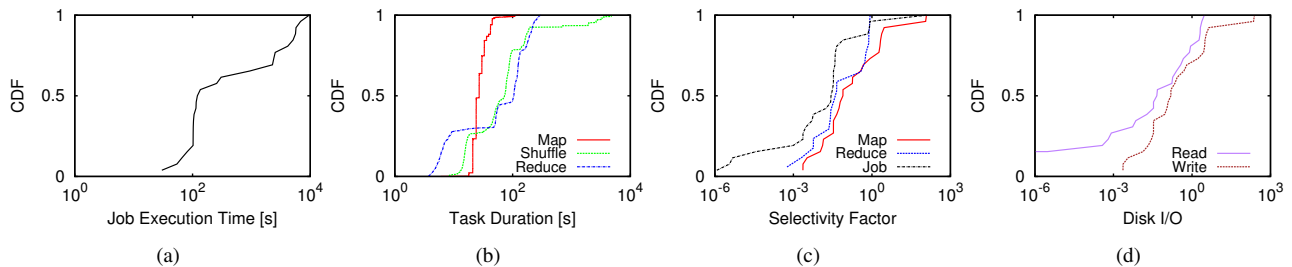 1
0.5
0
CDF
10^2
10^4
Job Execution Time [s]
(a)
1
0.5
0
CDF
Map
Shuffle
Reduce
10^0
10^2
10^4
Task Duration [s]
(b)
1
0.5
0
CDF
Map
Reduce
Job
10^-6
10^-3
10^0
10^3
Selectivity Factor
(c)
1
0.5
0
CDF
Read
Write
10^-6
10^-3
10^0
10^3
Disk I/O
(d)